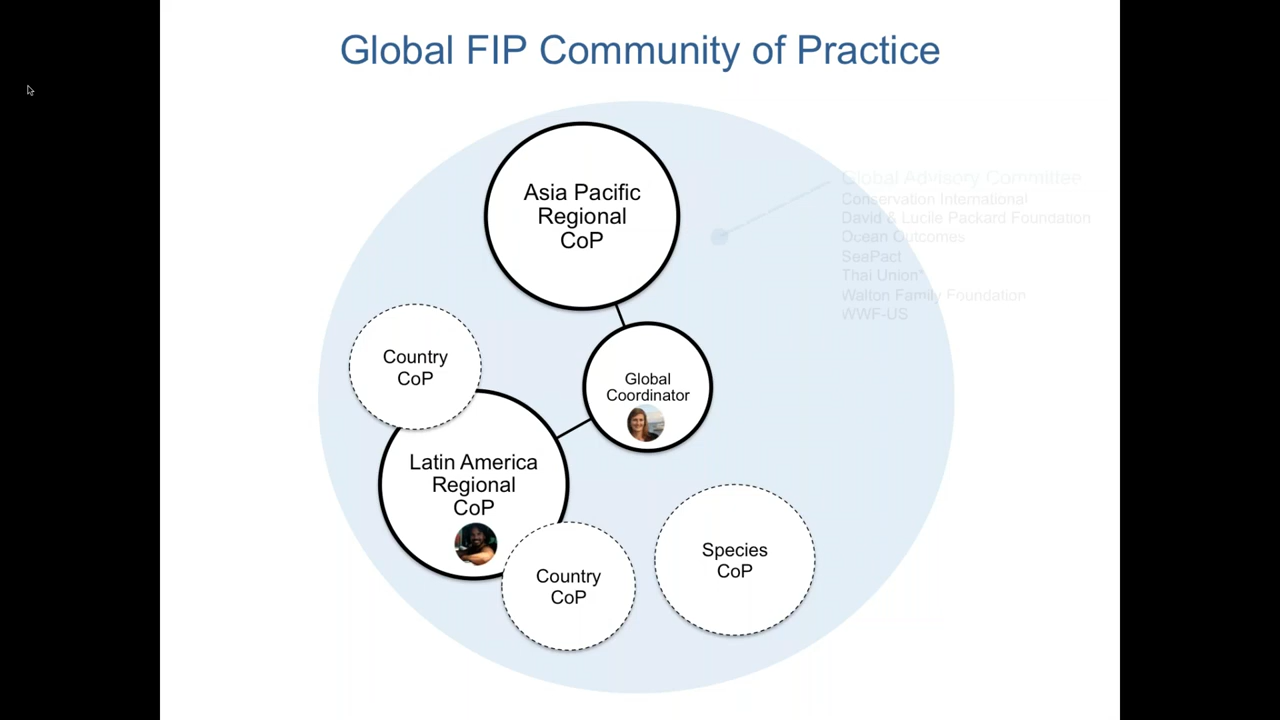 Global FIP Community of Practice
Asia Pacific
Regional
CoP
Global Advisory Committee
Conservation International
David & Lucile Packard Foundation
Ocean Outcomes
SeaPact
Thai Union*
Walton Family Foundation
WWF-US
Country
CoP
Global
Coordinator
Latin America
Regional
CoP
Country
CoP
Species
CoP